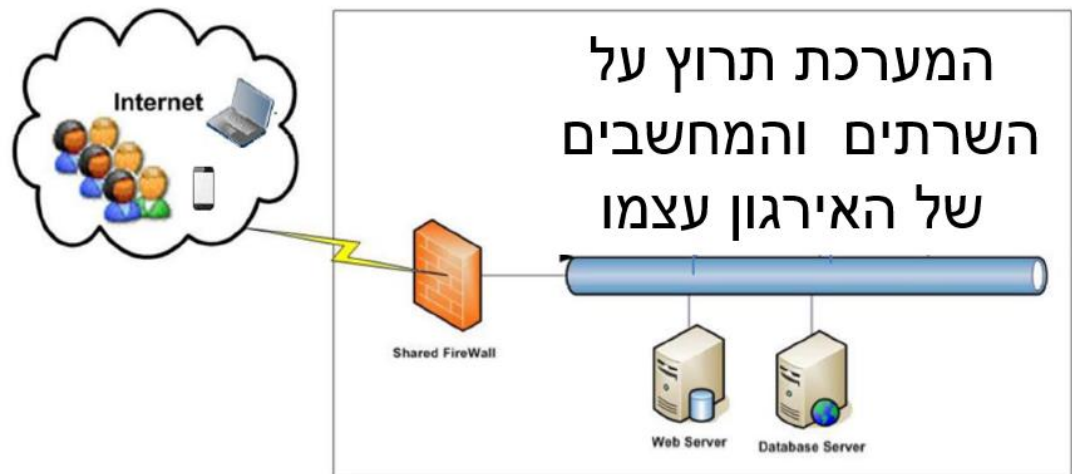 Internet
המערכת תרוץ על
השרתים והמחשבים
של האירגון עצמו
Shared FireWall
Web Server
Database Server